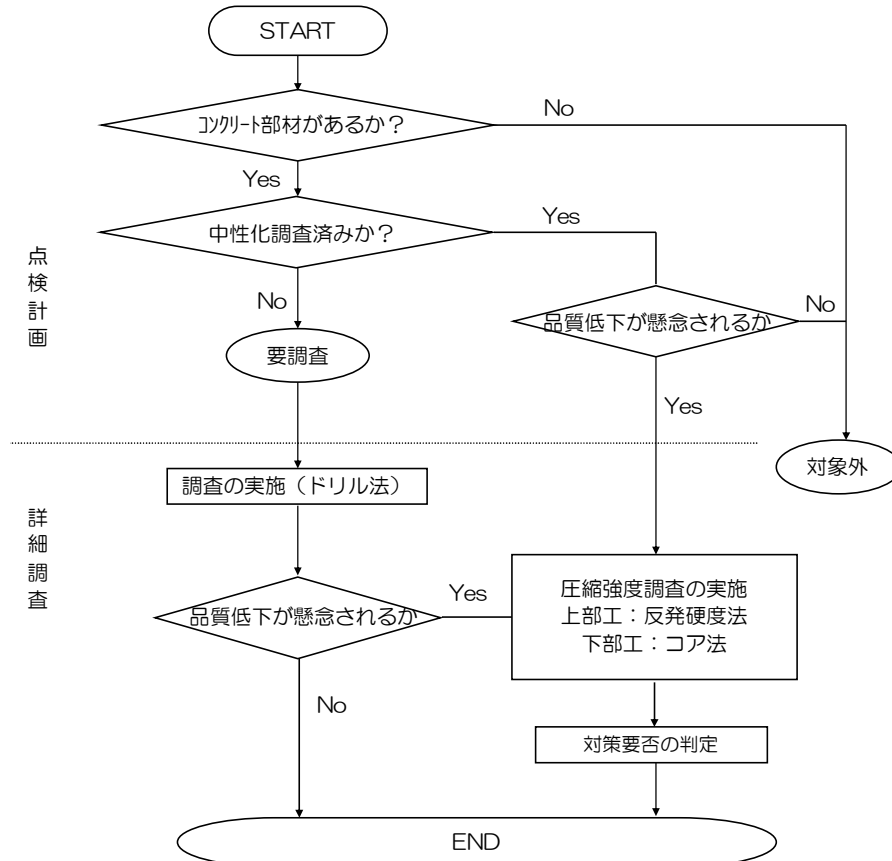 START
ｺﾝｸﾘｰﾄ部材があるか？
No
Yes
中性化調査済みか？
Yes
点検計画
No
品質低下が懸念されるか
No
要調査
Yes
対象外
調査の実施（ドリル法）
詳細調査
品質低下が懸念されるか
Yes
圧縮強度調査の実施
上部工：反発硬度法
下部工：コア法
No
対策要否の判定
END